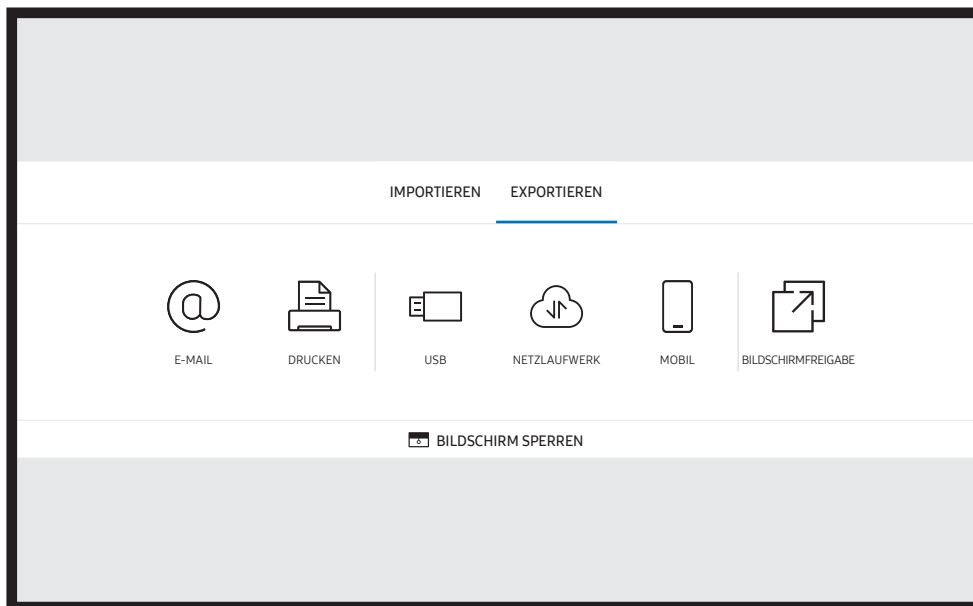 IMPORTIEREN EXPORTIEREN
E-MAIL DRUCKEN USB NETZLAUFWERK MOBIL BILDSCHIRMFREIGABE
BILDSCHIRM SPERREN